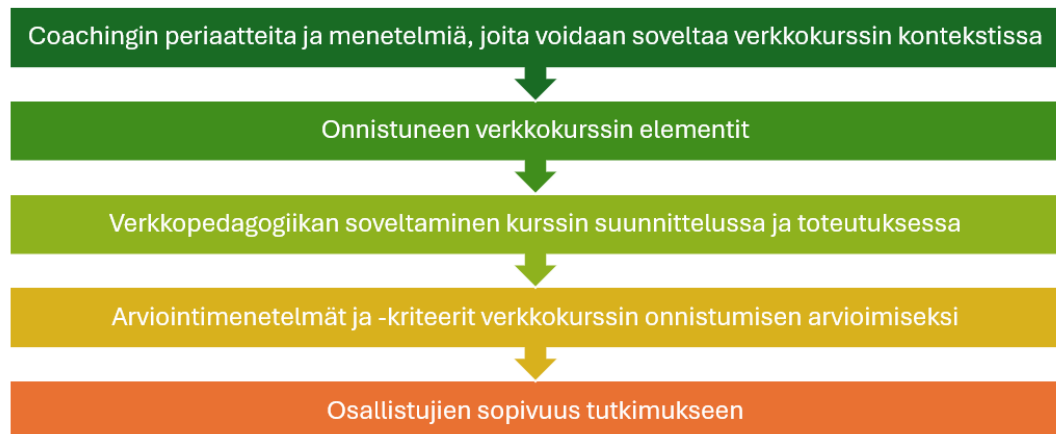 Coachingin periaatteita ja menetelmiä, joita voidaan soveltaa verkkokurssin kontekstissa
Onnistuneen verkkokurssin elementit
Verkkopedagogiikan soveltaminen kurssin suunnittelussa ja toteutuksessa
Arviointimenetelmät ja -kriteerit verkkokurssin onnistumisen arvioimiseksi
Osallistujien sopivuus tutkimukseen